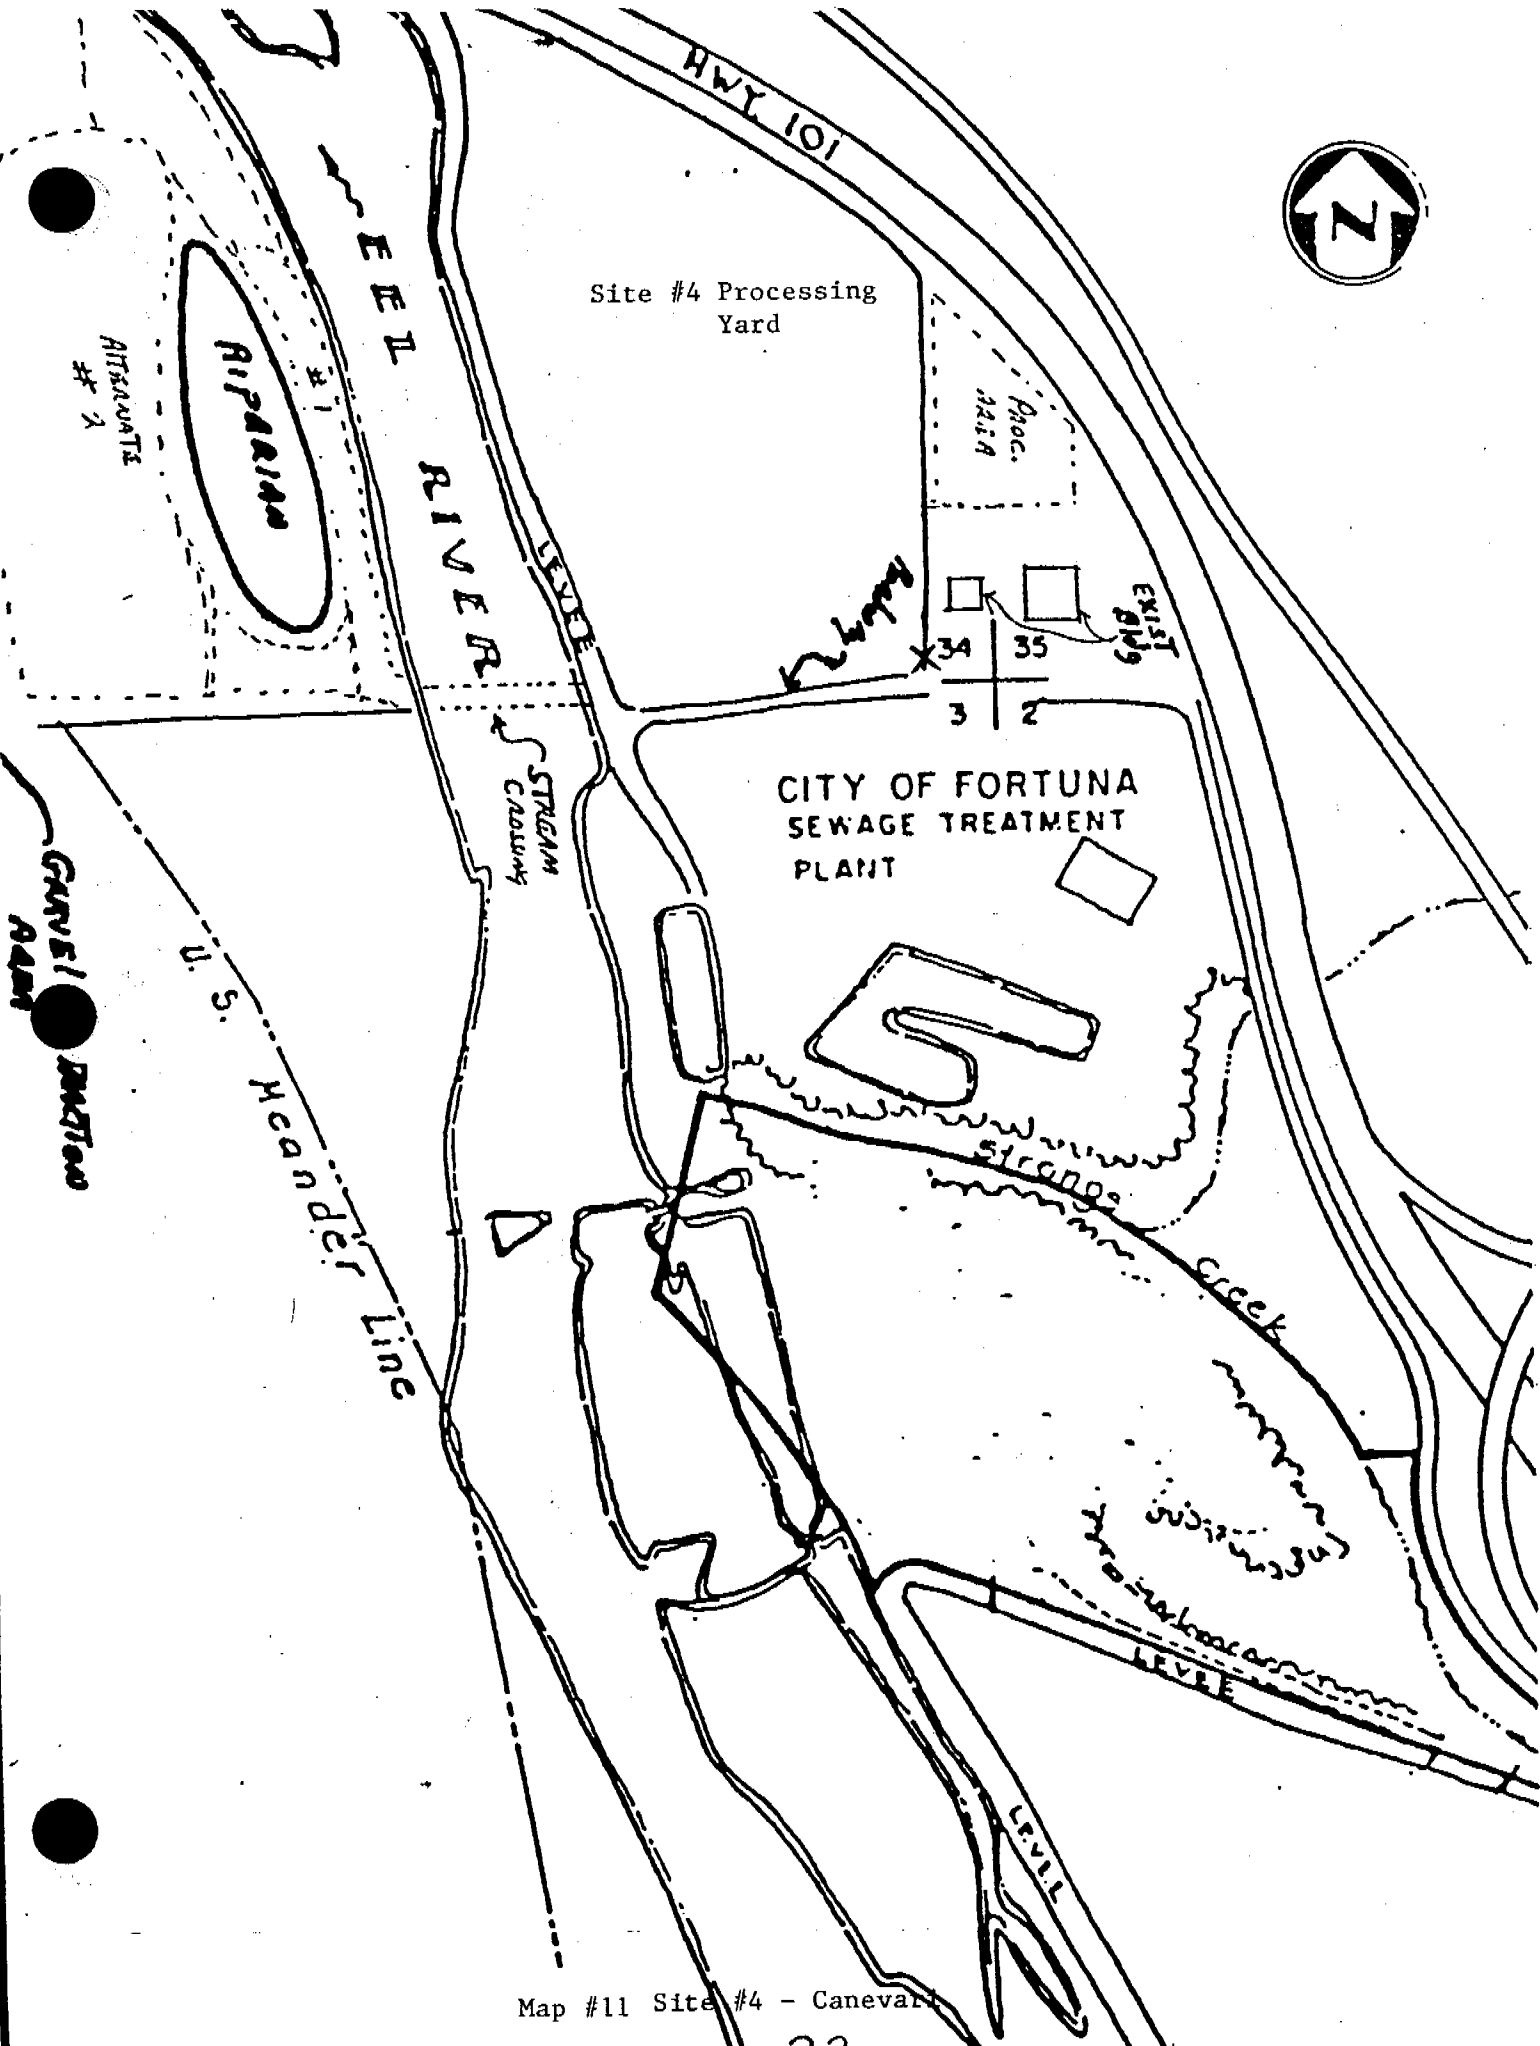 HWY. 101
N
Site #4 Processing
Yard
EEL RIVER
PROC.
AREA
# 1
ALTERNATE
# 2
RIPARIAN
LEVEE
EXIST
Bldg
34 35
3 2
STREAM
CROSSING
CITY OF FORTUNA
SEWAGE TREATMENT
PLANT
GRAVEL
U. S. Meander Line
Strongs Creek
LEVEE
LEVEE
Map #11 Site #4 - Canevari